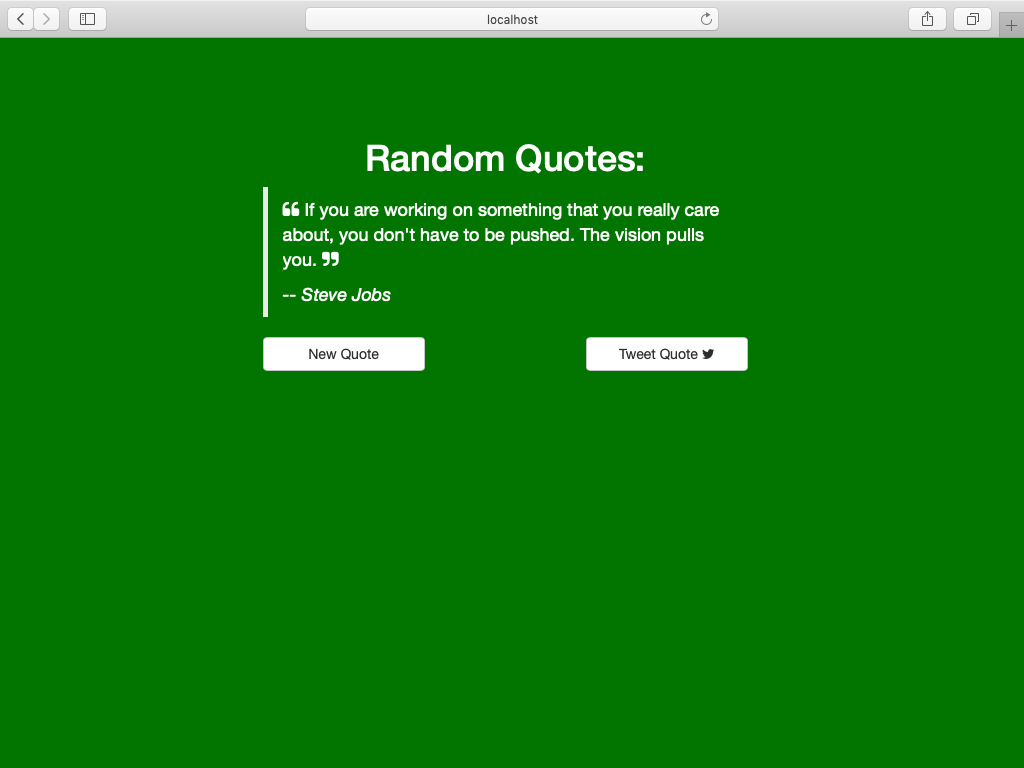 localhost
Random Quotes:
“ If you are working on something that you really care
about, you don't have to be pushed. The vision pulls
you. ”
-- Steve Jobs
New Quote
Tweet Quote